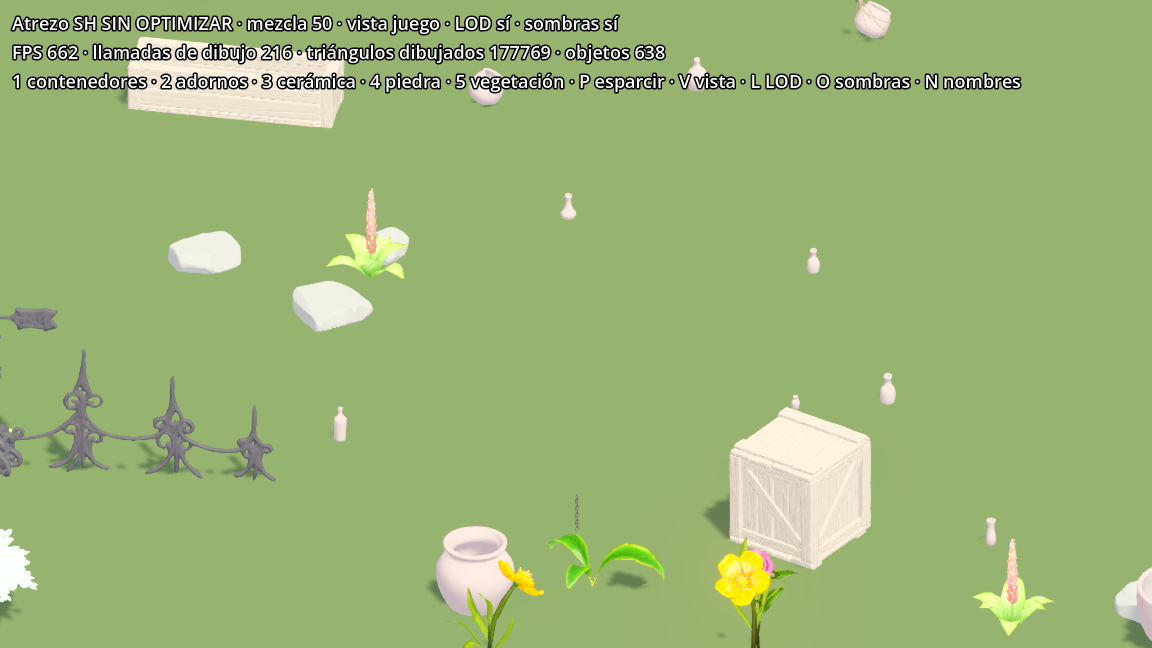 Atrezo SH SIN OPTIMIZAR · mezcla 50 · vista juego · LOD sí · sombras sí
FPS 662 · llamadas de dibujo 216 · triángulos dibujados 177769 · objetos 638
1 contenedores · 2 adornos · 3 cerámica · 4 piedra · 5 vegetación · P esparcir · V vista · L LOD · O sombras · N nombres